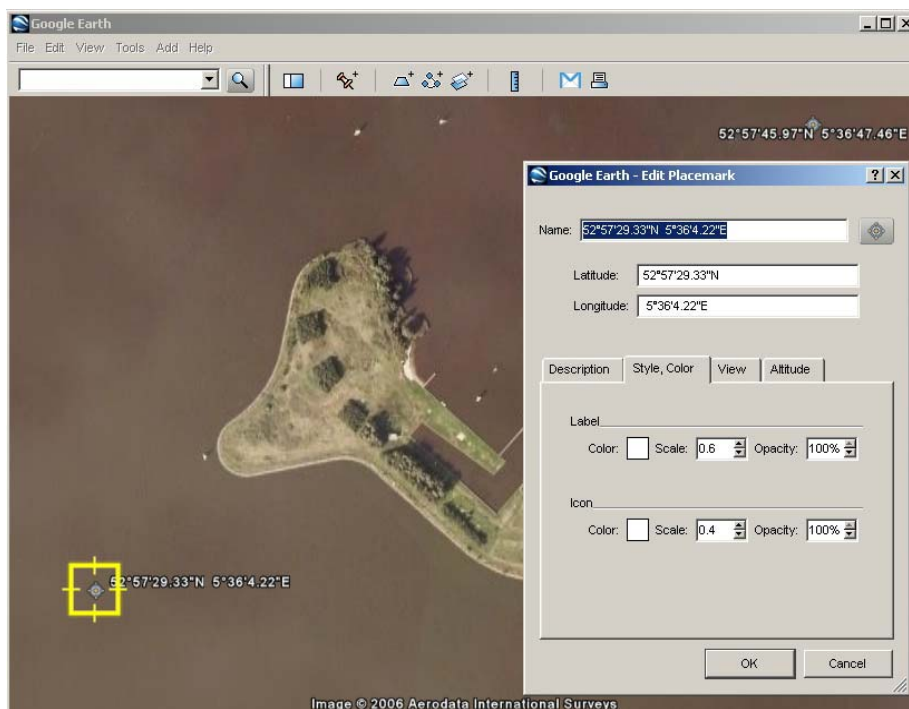 Google Earth
File Edit View Tools Add Help
52°57'45.97"N 5°36'47.46"E
Google Earth - Edit Placemark
Name: 52°57'29.33"N 5°36'4.22"E
Latitude: 52°57'29.33"N
Longitude: 5°36'4.22"E
Description Style, Color View Altitude
Label
Color: Scale: 0.6 Opacity: 100%
Icon
Color: Scale: 0.4 Opacity: 100%
52°57'29.33"N 5°36'4.22"E
OK Cancel
Image © 2006 Aerodata International Surveys